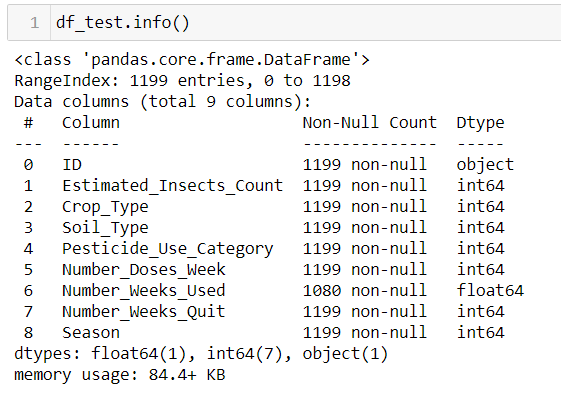 1 df_test.info()
<class 'pandas.core.frame.DataFrame'>
RangeIndex: 1199 entries, 0 to 1198
Data columns (total 9 columns):
 #   Column                   Non-Null Count  Dtype
---  ------                   --------------  -----
 0   ID                       1199 non-null   object
 1   Estimated_Insects_Count  1199 non-null   int64
 2   Crop_Type                1199 non-null   int64
 3   Soil_Type                1199 non-null   int64
 4   Pesticide_Use_Category   1199 non-null   int64
 5   Number_Doses_Week        1199 non-null   int64
 6   Number_Weeks_Used        1080 non-null   float64
 7   Number_Weeks_Quit        1199 non-null   int64
 8   Season                   1199 non-null   int64
dtypes: float64(1), int64(7), object(1)
memory usage: 84.4+ KB